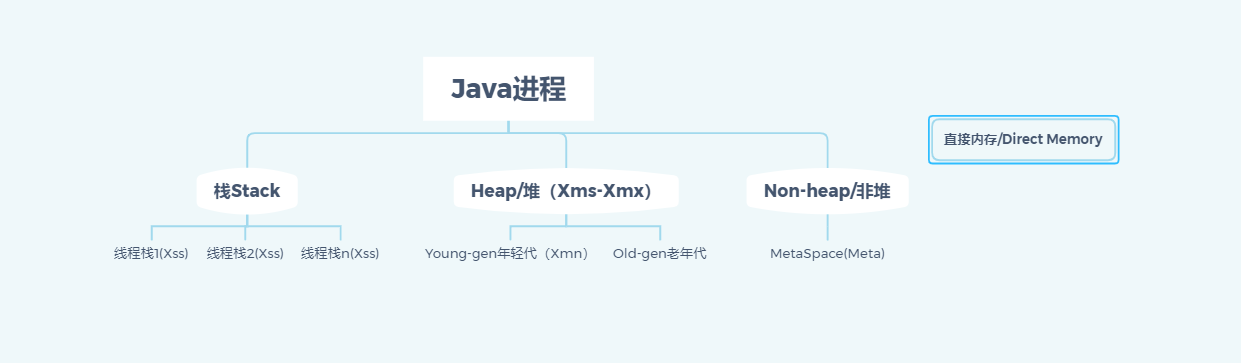 Java进程
直接内存/Direct Memory
栈Stack
Heap/堆（Xms-Xmx）
Non-heap/非堆
线程栈1(Xss)
线程栈2(Xss)
线程栈n(Xss)
Young-gen年轻代（Xmn）
Old-gen老年代
MetaSpace(Meta)